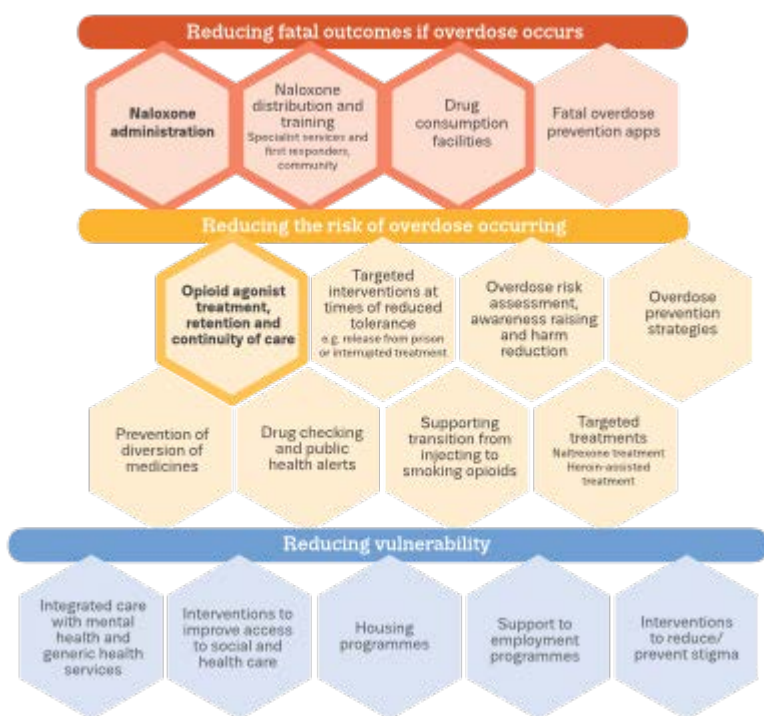 Reducing fatal outcomes if overdose occurs
Naloxone
administration
Naloxone
distribution and
training
Specialist services and
first responders,
community
Drug
consumption
facilities
Fatal overdose
prevention apps
Reducing the risk of overdose occurring
Opioid agonist
treatment,
retention and
continuity of care
Targeted
interventions at
times of reduced
tolerance
e.g. release from prison
or interrupted treatment
Overdose risk
assessment,
awareness raising
and harm
reduction
Overdose
prevention
strategies
Prevention of
diversion of
medicines
Drug checking
and public
health alerts
Supporting
transition from
injecting to
smoking opioids
Targeted
treatments
Naltrexone treatment
Heroin-assisted
treatment
Reducing vulnerability
Integrated care
with mental
health and
generic health
services
Interventions to
improve access
to social and
health care
Housing
programmes
Support to
employment
programmes
Interventions
to reduce/
prevent stigma